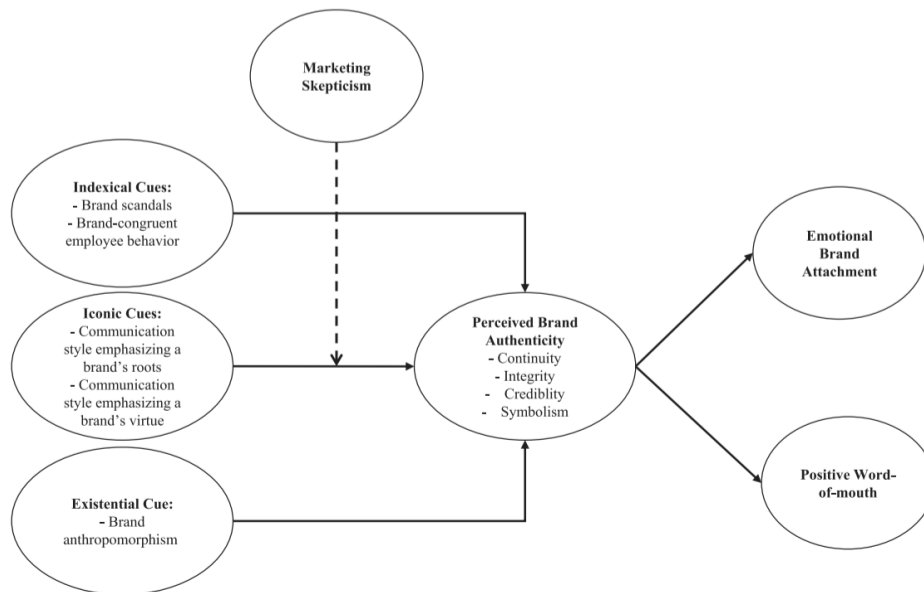 Marketing
Skepticism
Indexical Cues:
- Brand scandals
- Brand-congruent
employee behavior
Iconic Cues:
- Communication
style emphasizing a
brand's roots
- Communication
style emphasizing a
brand's virtue
Existential Cue:
- Brand
anthropomorphism
Perceived Brand
Authenticity
- Continuity
- Integrity
- Crediblity
- Symbolism
Emotional
Brand
Attachment
Positive Word-
of-mouth